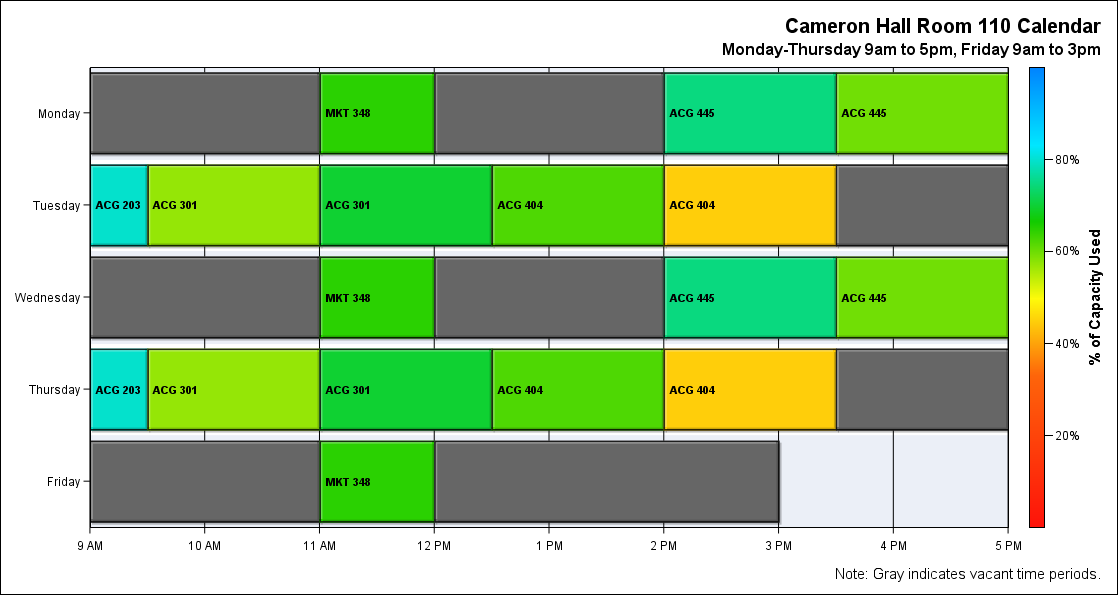 Cameron Hall Room 110 Calendar
Monday-Thursday 9am to 5pm, Friday 9am to 3pm
Monday MKT 348 ACG 445 ACG 445
80%
Tuesday ACG 203 ACG 301 ACG 301 ACG 404 ACG 404
60%
Wednesday MKT 348 ACG 445 ACG 445
% of Capacity Used
40%
Thursday ACG 203 ACG 301 ACG 301 ACG 404 ACG 404
20%
Friday MKT 348
9 AM 10 AM 11 AM 12 PM 1 PM 2 PM 3 PM 4 PM 5 PM
Note: Gray indicates vacant time periods.